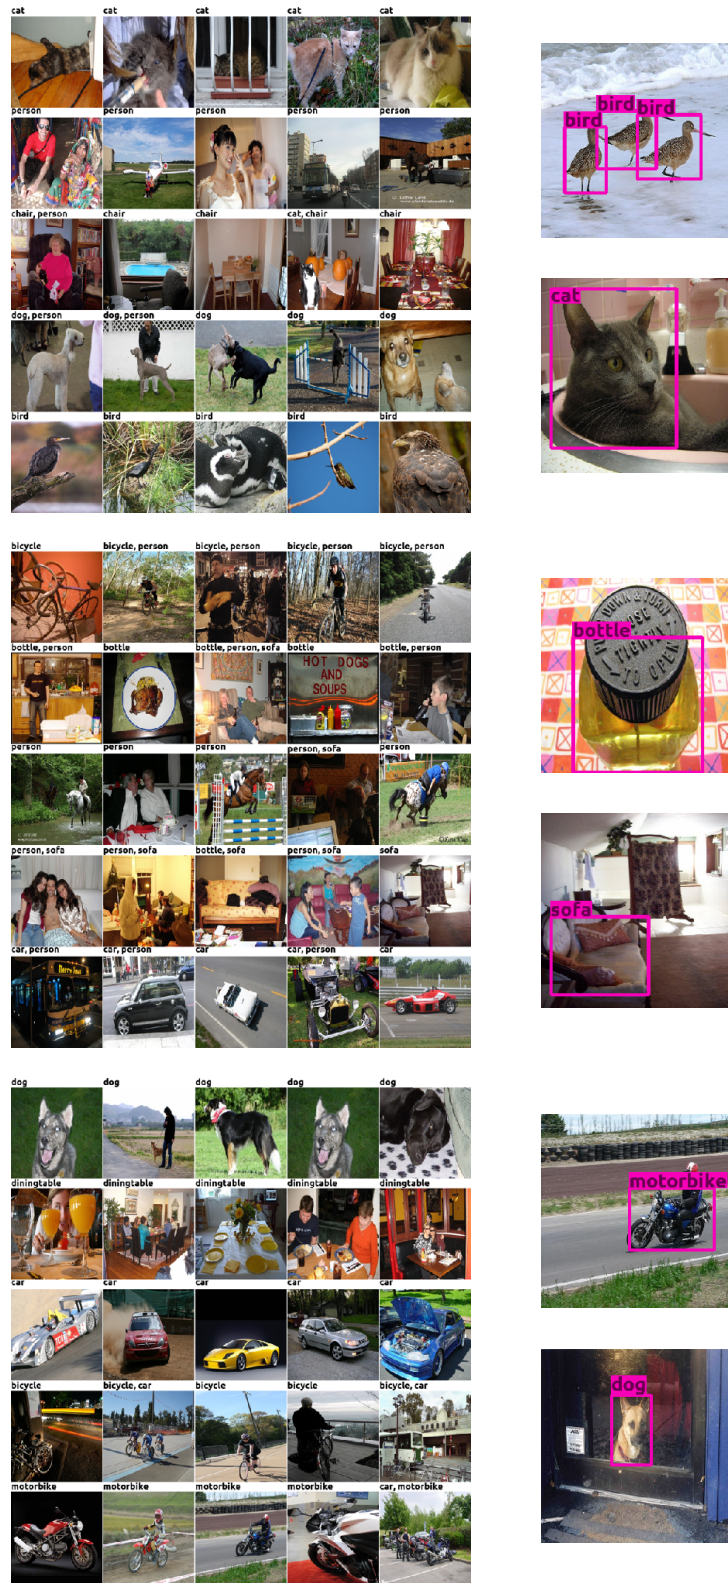 cat cat cat cat cat
person person person person person
chair, person chair chair cat, chair chair
dog, person dog, person dog dog dog
bird bird bird bird bird
bird bird bird
cat
bicycle bicycle, person bicycle, person bicycle, person bicycle, person
bottle, person bottle bottle, person, sofa bottle bottle, person
HOT DOGS
AND
SOUPS
person person person person, sofa person
person, sofa person, sofa bottle, sofa person, sofa sofa
car, person car, person car car, person car
DOWN & TURN
TO OPEN
bottle
sofa
dog dog dog dog dog
diningtable diningtable diningtable diningtable diningtable
car car car car car
bicycle bicycle, car bicycle bicycle bicycle, car
motorbike motorbike motorbike motorbike car, motorbike
motorbike
dog